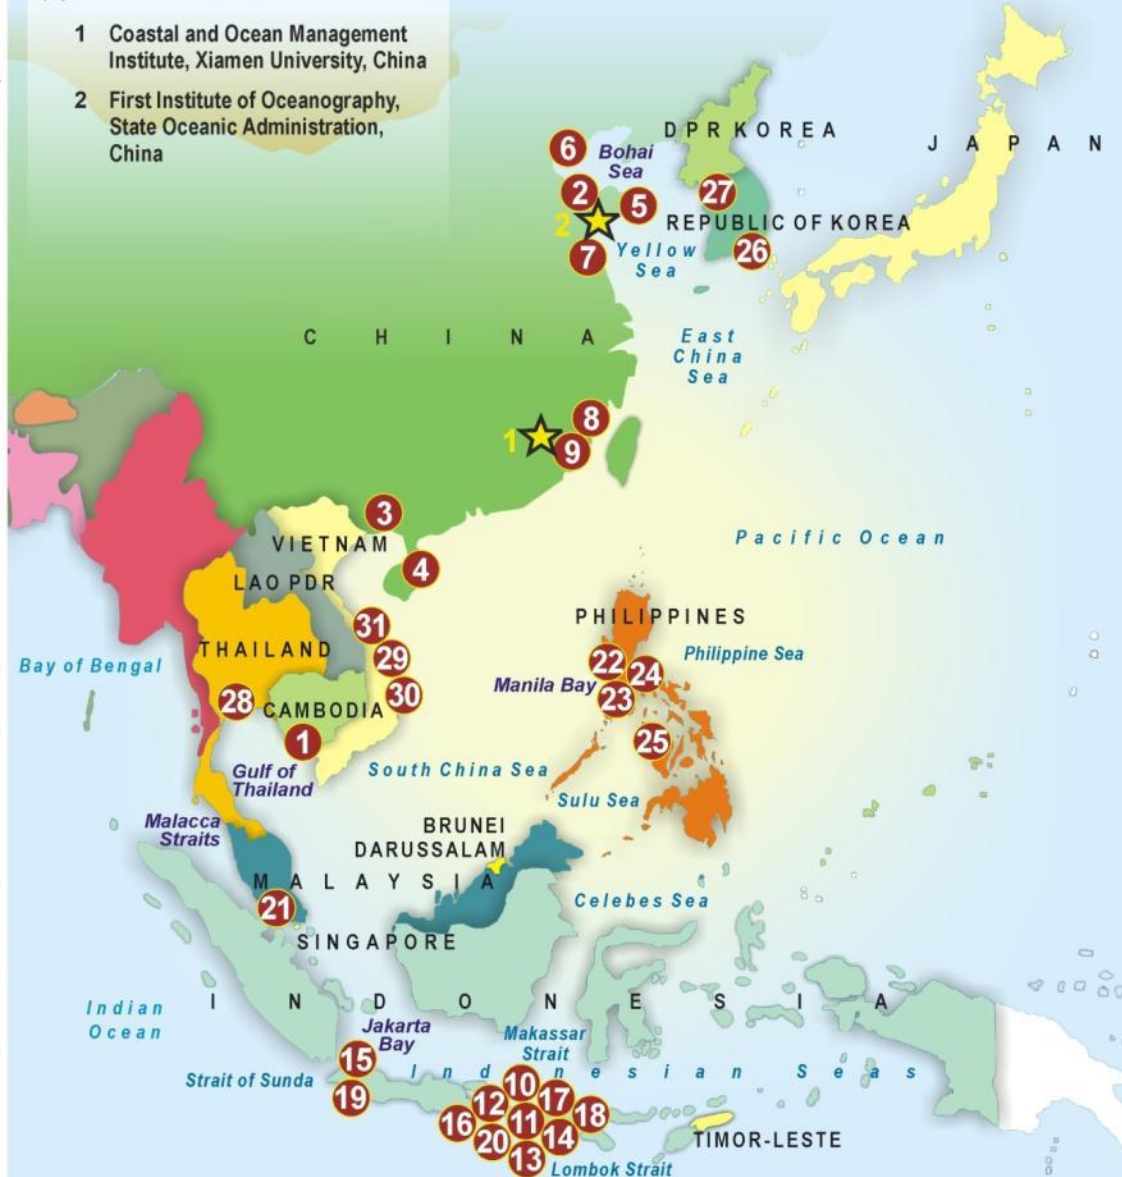 1 Coastal and Ocean Management
Institute, Xiamen University, China
2 First Institute of Oceanography,
State Oceanic Administration,
China
DPR KOREA
JAPAN
6
Bohai
Sea
2
5
27
2
REPUBLIC OF KOREA
7
Yellow
Sea
26
CHINA
East
China
Sea
8
1
9
3
VIETNAM
Pacific Ocean
4
LAO PDR
PHILIPPINES
31
THAILAND
Bay of Bengal
29
22
24
Philippine Sea
Manila Bay
28
CAMBODIA
30
23
1
25
Gulf of
Thailand
South China Sea
Sulu Sea
Malacca
Straits
BRUNEI
DARUSSALAM
MALAYSIA
21
Celebes Sea
SINGAPORE
INDONESIA
Indian
Ocean
Jakarta
Bay
Makassar
Strait
15
Strait of Sunda
Indonesian Seas
10
19
12
17
16
11
18
20
14
13
TIMOR-LESTE
Lombok Strait